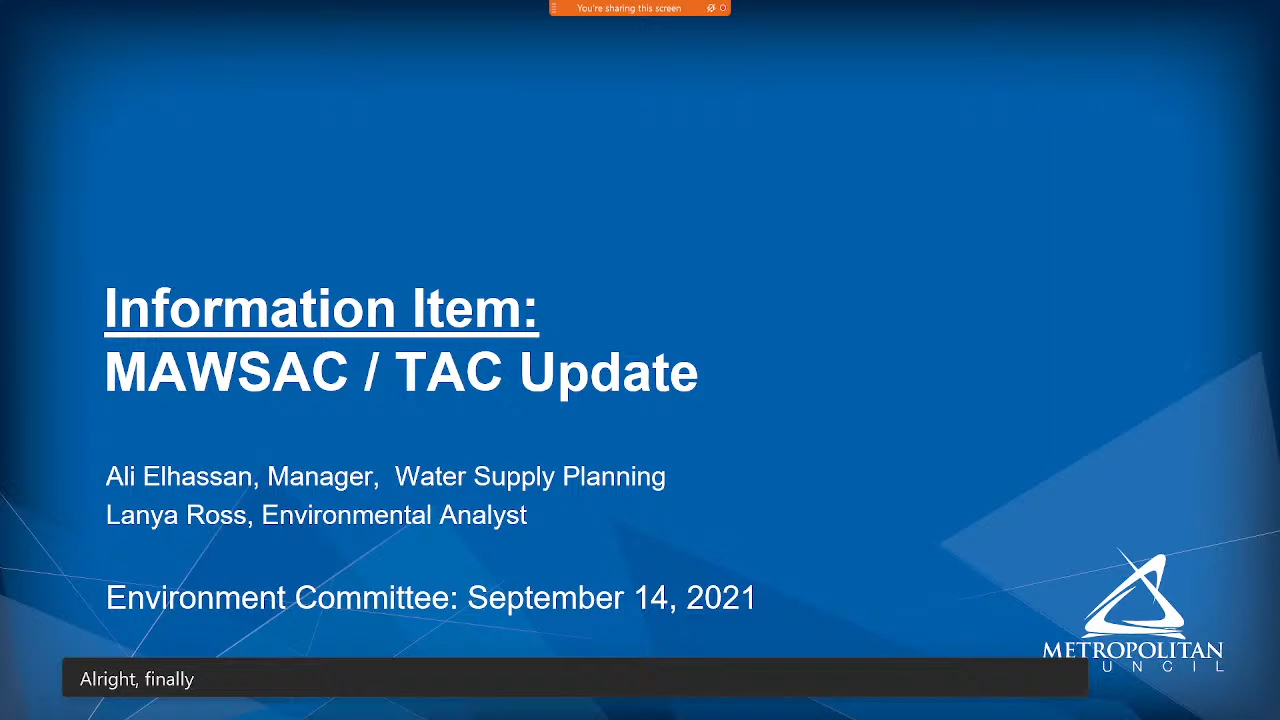 You're sharing this screen
Information Item:
MAWSAC / TAC Update
Ali Elhassan, Manager,  Water Supply Planning
Lanya Ross, Environmental Analyst
Environment Committee: September 14, 2021
METROPOLITAN
UNCIL
Alright, finally